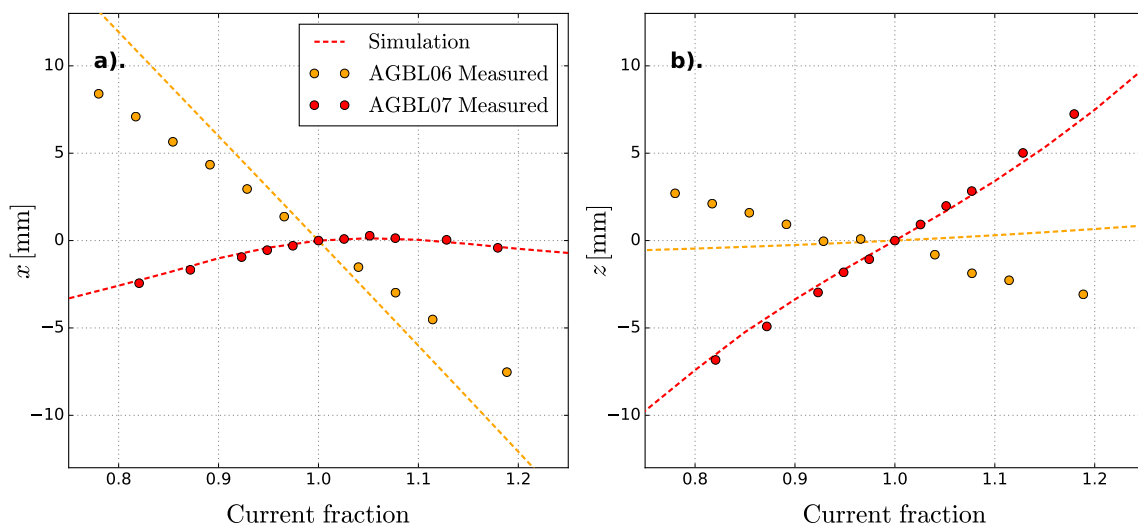 a).
Simulation
AGBL06 Measured
AGBL07 Measured
x [mm]
10
5
0
−5
−10
0.8 0.9 1.0 1.1 1.2
Current fraction
b).
z [mm]
10
5
0
−5
−10
0.8 0.9 1.0 1.1 1.2
Current fraction